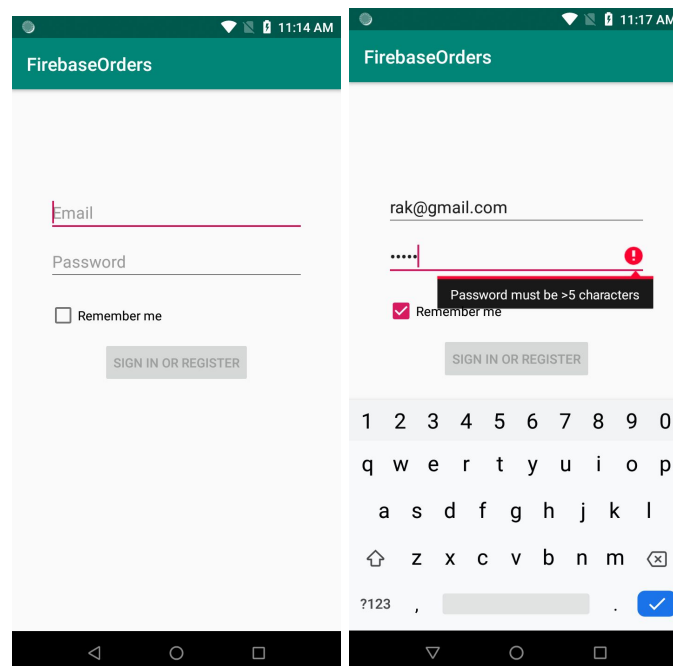 11:14 AM
FirebaseOrders
Email
Password
Remember me
SIGN IN OR REGISTER
11:17 AM
FirebaseOrders
rak@gmail.com
•••••
Password must be >5 characters
Remember me
SIGN IN OR REGISTER
1 2 3 4 5 6 7 8 9 0
q w e r t y u i o p
a s d f g h j k l
z x c v b n m
?123 , .